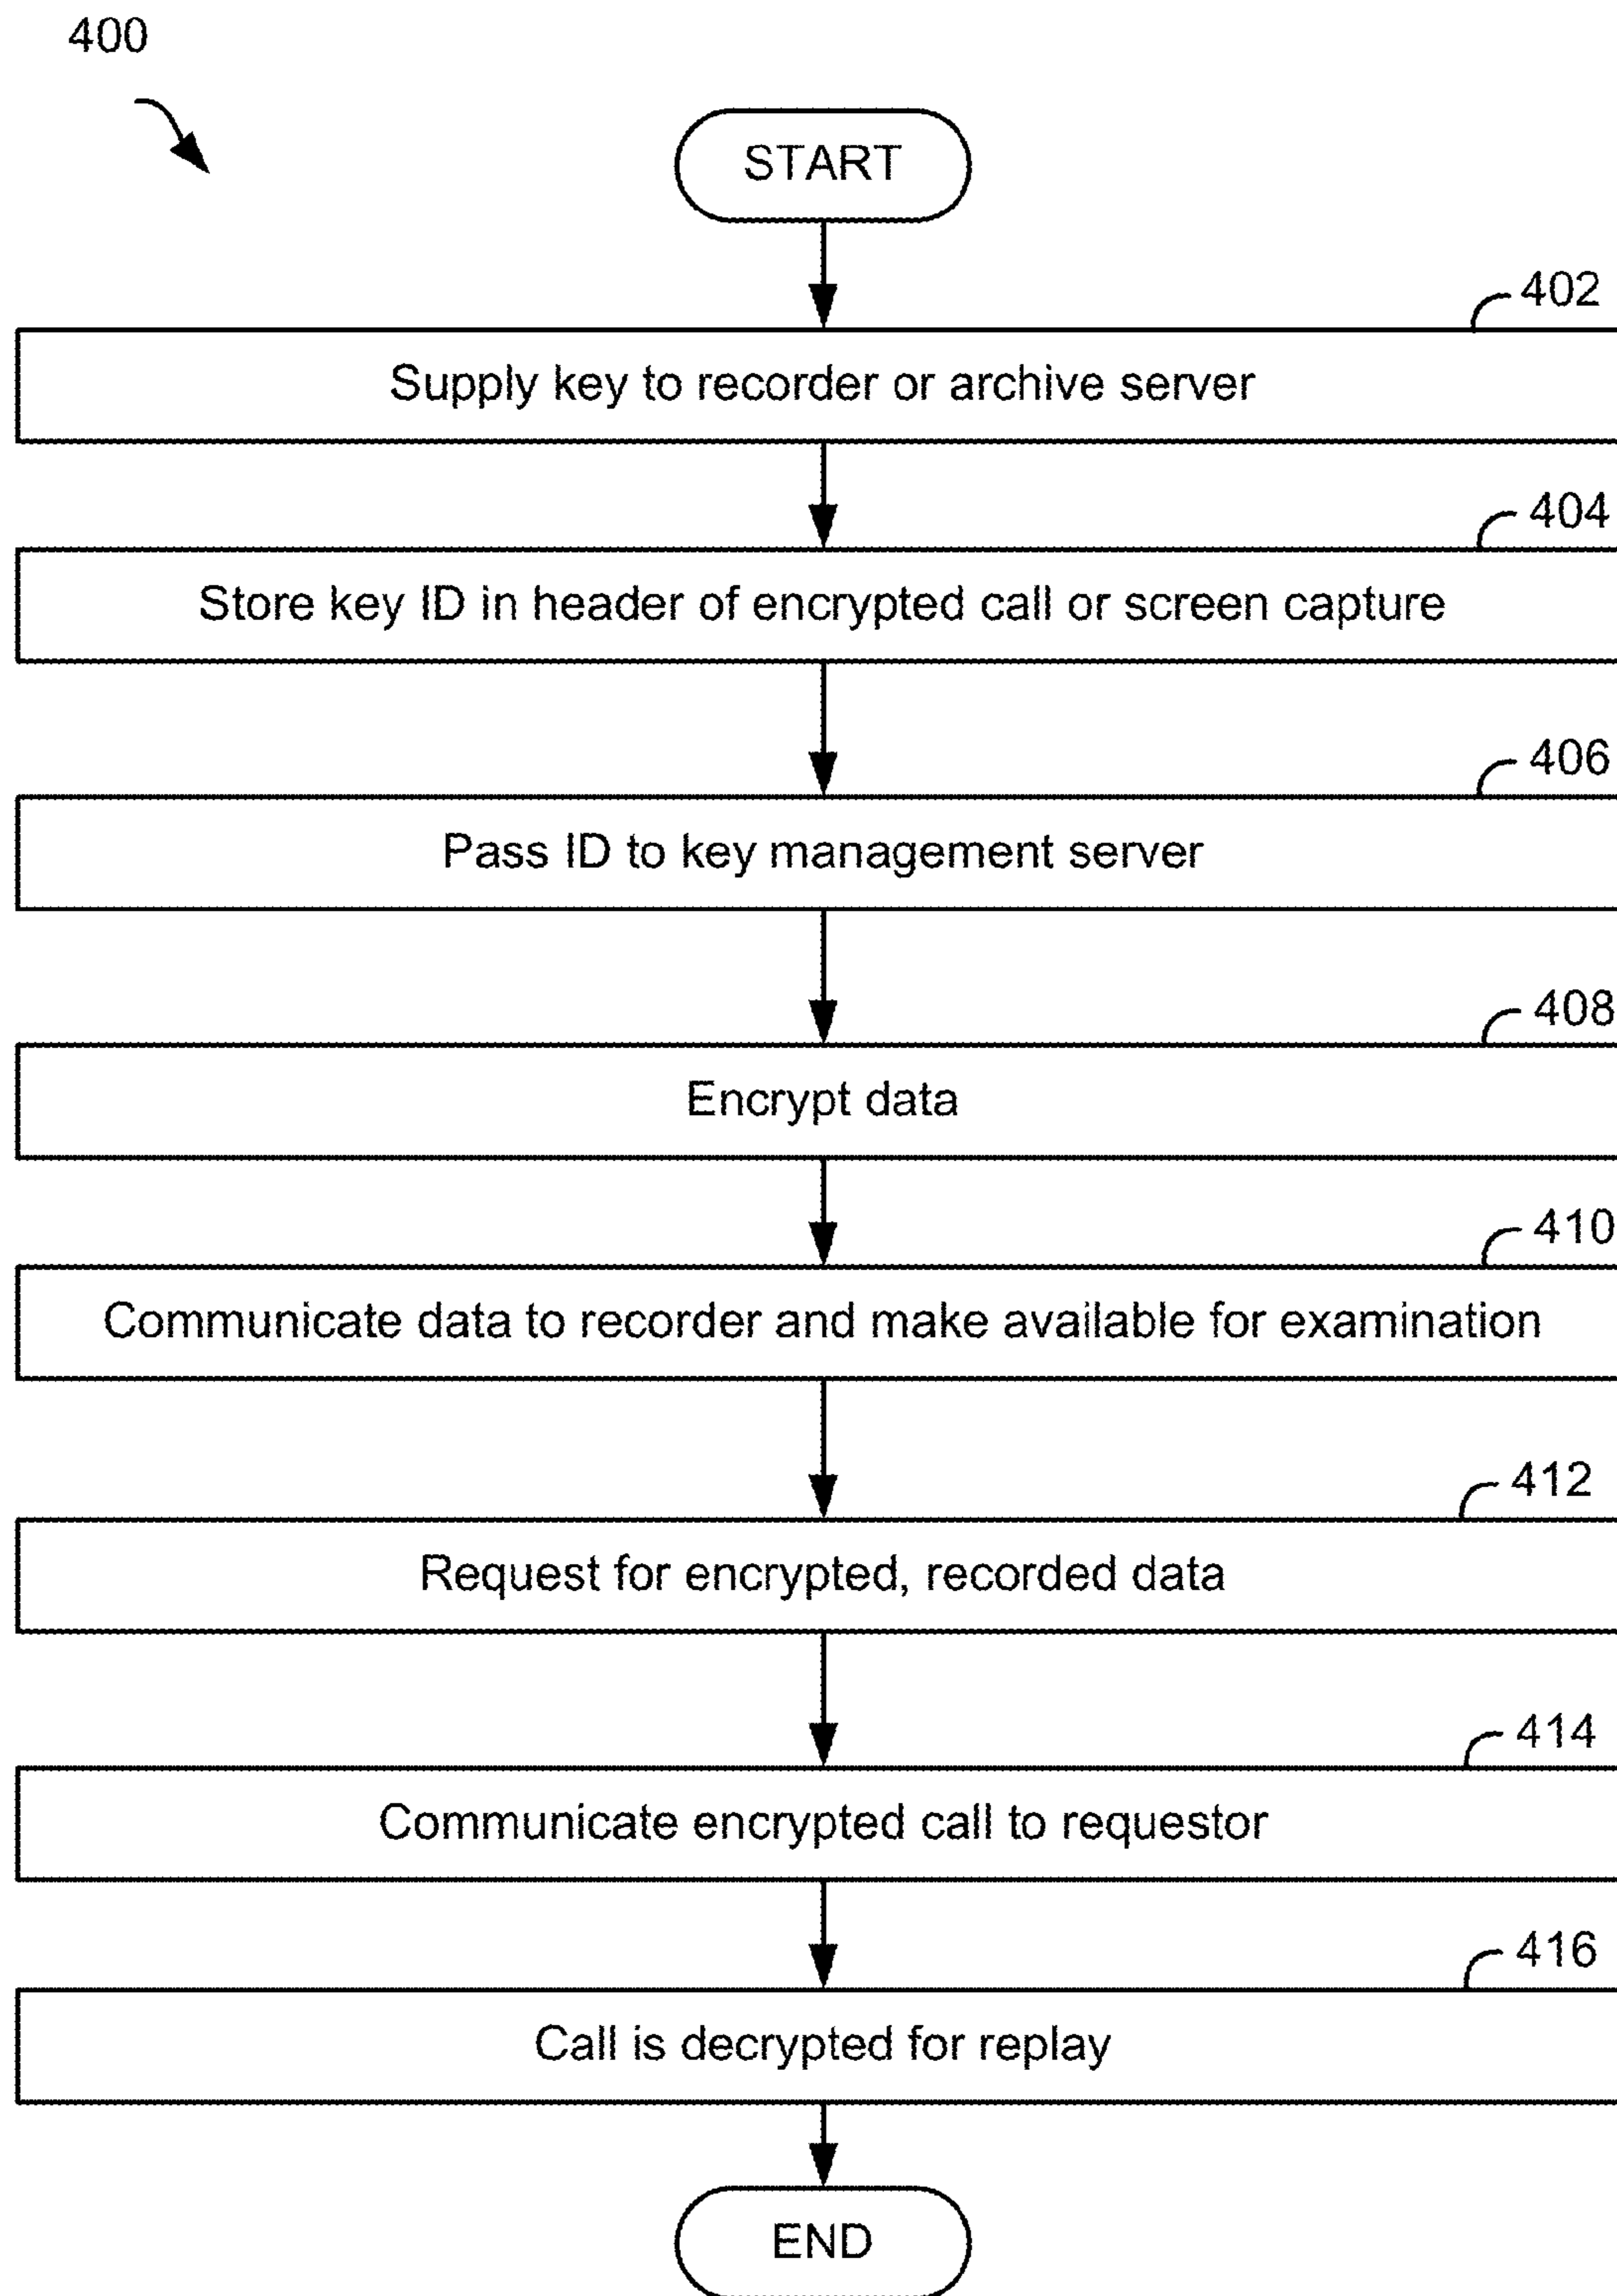 400
START
402
Supply key to recorder or archive server
404
Store key ID in header of encrypted call or screen capture
406
Pass ID to key management server
408
Encrypt data
410
Communicate data to recorder and make available for examination
412
Request for encrypted, recorded data
414
Communicate encrypted call to requestor
416
Call is decrypted for replay
END